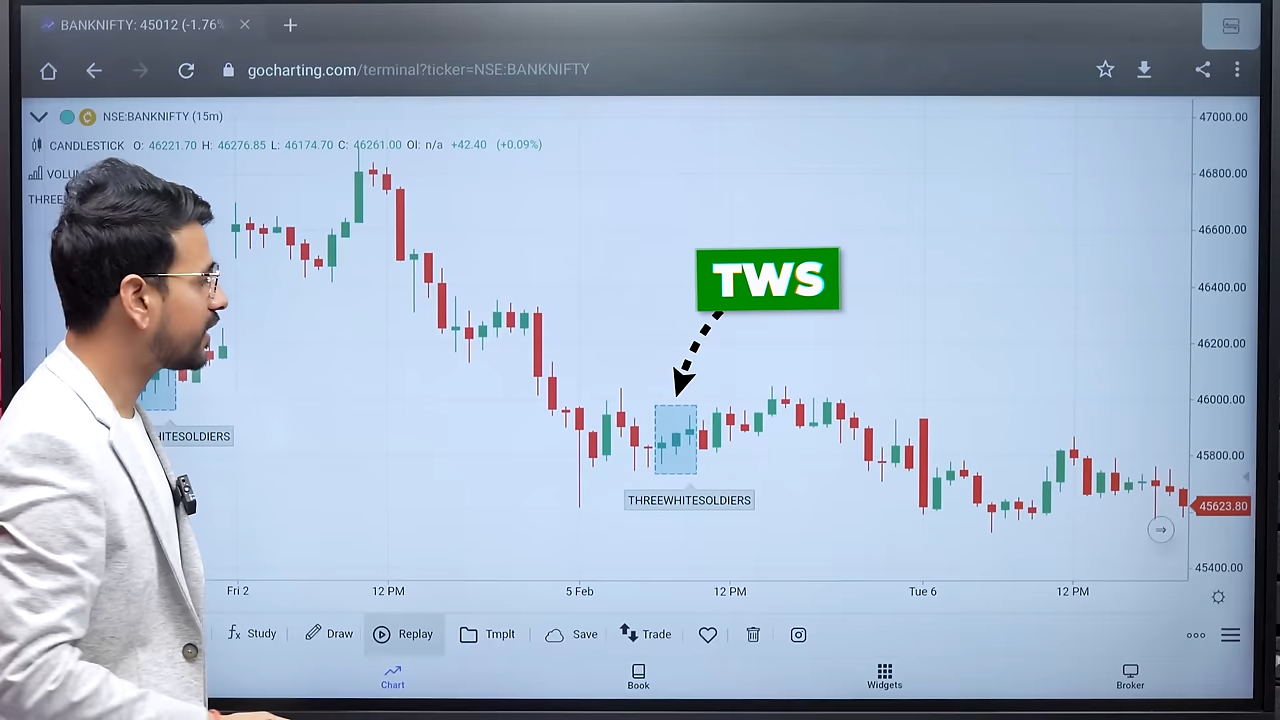 BANKNIFTY: 45012 (-1.76%
gocharting.com/terminal?ticker=NSE:BANKNIFTY
NSE:BANKNIFTY (15m)
CANDLESTICK O: 46221.70 H: 46276.85 L: 46174.70 C: 46261.00 OI: n/a +42.40 (+0.09%)
VOLU
THREE
47000.00
46800.00
46600.00
46400.00
46200.00
46000.00
45800.00
45623.80
45400.00
TWS
HITESOLDIERS
THREEWHITESOLDIERS
Fri 2 12 PM 5 Feb 12 PM Tue 6 12 PM
fx Study Draw Replay Tmplt Save Trade
Chart Book Widgets Broker